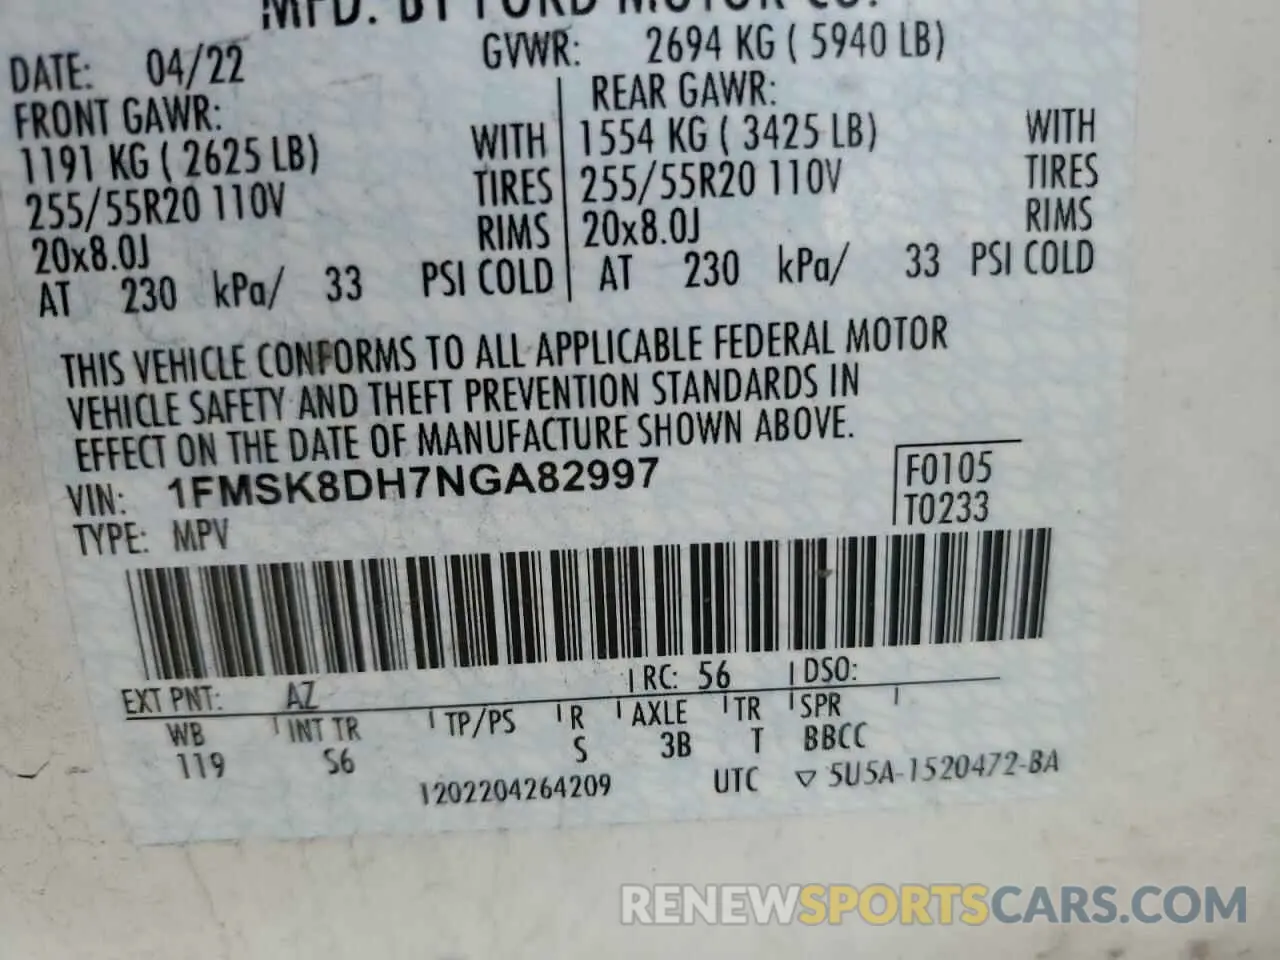 MFD. BY FORD MOTOR CO.
DATE: 04/22 GVWR: 2694 KG ( 5940 LB)
FRONT GAWR: REAR GAWR:
1191 KG ( 2625 LB) WITH 1554 KG ( 3425 LB) WITH
255/55R20 110V TIRES 255/55R20 110V TIRES
20x8.0J RIMS 20x8.0J RIMS
AT 230 kPa/ 33 PSI COLD AT 230 kPa/ 33 PSI COLD
THIS VEHICLE CONFORMS TO ALL APPLICABLE FEDERAL MOTOR
VEHICLE SAFETY AND THEFT PREVENTION STANDARDS IN
EFFECT ON THE DATE OF MANUFACTURE SHOWN ABOVE.
VIN: 1FMSK8DH7NGA82997 F0105
TYPE: MPV T0233
EXT PNT: AZ RC: 56 DSO:
WB INT TR TP/PS R AXLE TR SPR
119 S6 S 3B T BBCC
1202204264209 UTC ▽ 5U5A-1520472-BA
RENEWSPORTSCARS.COM